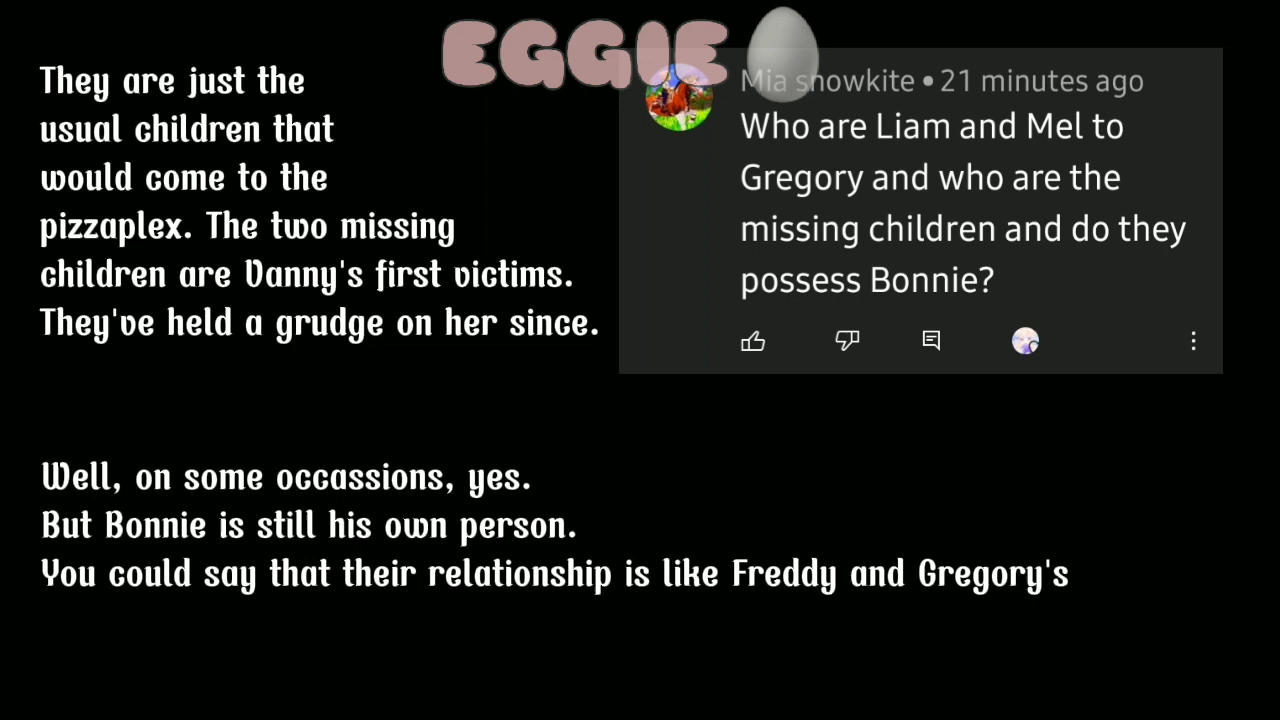 EGGIE
They are just the
usual children that
would come to the
pizzaplex. The two missing
children are Vanny's first victims.
They've held a grudge on her since.
Mia snowkite • 21 minutes ago
Who are Liam and Mel to
Gregory and who are the
missing children and do they
possess Bonnie?
Well, on some occassions, yes.
But Bonnie is still his own person.
You could say that their relationship is like Freddy and Gregory's